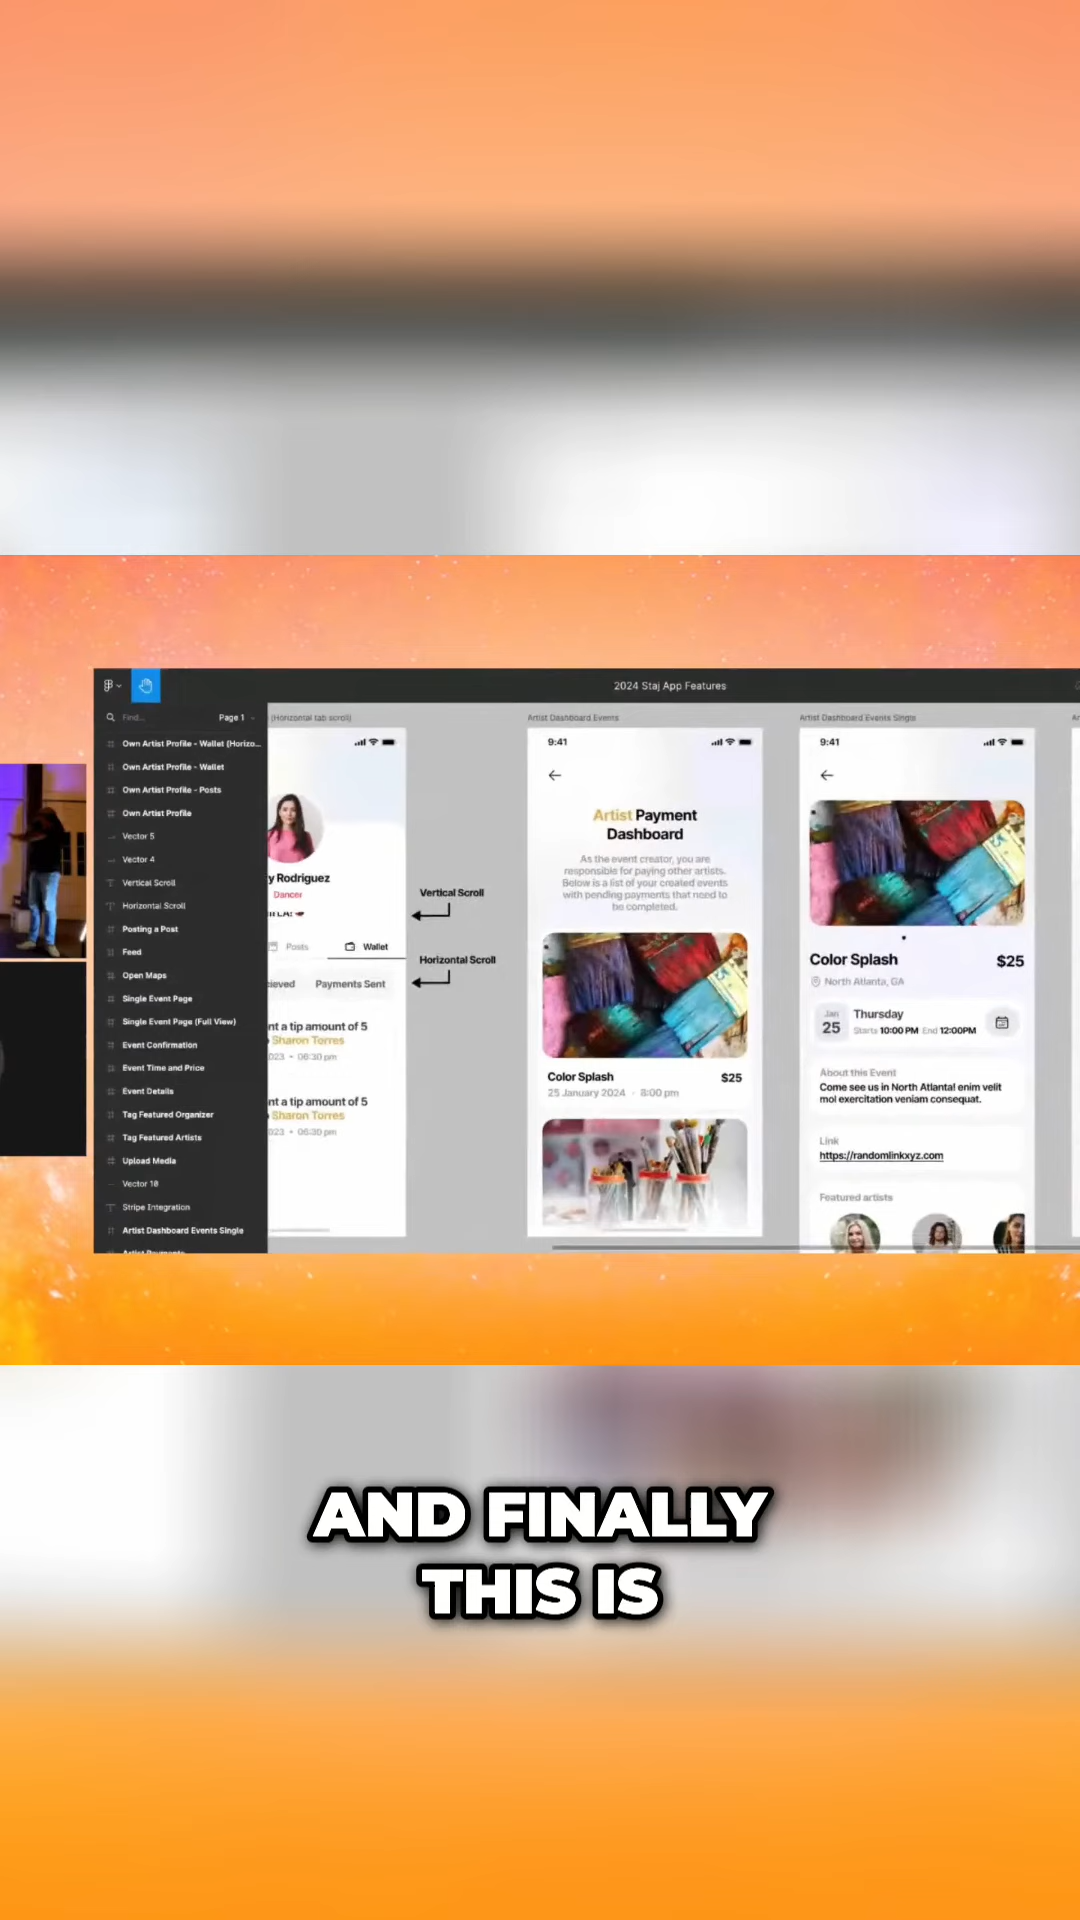 2024 Staj App Features
Find...
Page 1
Own Artist Profile - Wallet (Horizo...
Own Artist Profile - Wallet
Own Artist Profile - Posts
Own Artist Profile
Vector 5
Vector 4
Vertical Scroll
Horizontal Scroll
Posting a Post
Feed
Open Maps
Single Event Page
Single Event Page (Full View)
Event Confirmation
Event Time and Price
Event Details
Tag Featured Organizer
Tag Featured Artists
Upload Media
Vector 10
Stripe Integration
Artist Dashboard Events Single
Artist Payments
(Horizontal tab scroll)
y Rodriguez
Dancer
Posts
Wallet
ieved
Payments Sent
nt a tip amount of 5
Sharon Torres
023 • 06:30 pm
nt a tip amount of 5
Sharon Torres
023 • 06:30 pm
Vertical Scroll
Horizontal Scroll
Artist Dashboard Events
9:41
Artist Payment
Dashboard
As the event creator, you are
responsible for paying other artists.
Below is a list of your created events
with pending payments that need to
be completed.
Color Splash
$25
25 January 2024 - 8:00 pm
Artist Dashboard Events Single
9:41
Color Splash
$25
North Atlanta, GA
Jan
25
Thursday
Starts 10:00 PM End 12:00PM
About this Event
Come see us in North Atlanta! enim velit
mol exercitation veniam consequat.
Link
https://randomlinkxyz.com
Featured artists
AND FINALLY
THIS IS